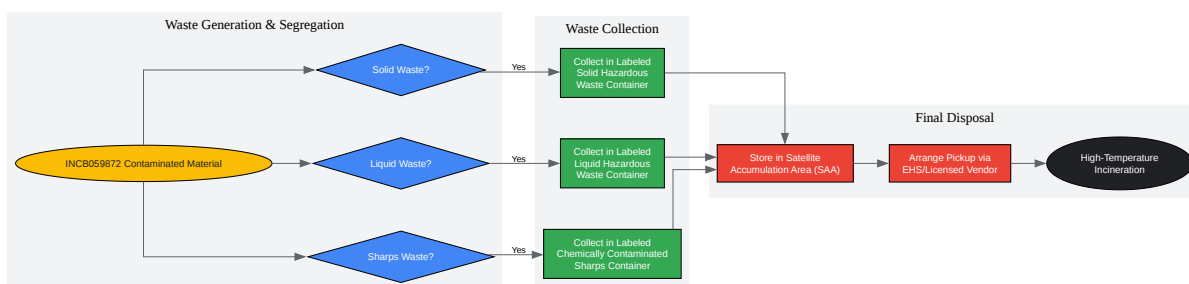 Waste Generation & Segregation
Waste Collection
Final Disposal
INCB059872 Contaminated Material
Solid Waste?
Yes
Collect in Labeled
Solid Hazardous
Waste Container
Liquid Waste?
Yes
Collect in Labeled
Liquid Hazardous
Waste Container
Sharps Waste?
Yes
Collect in Labeled
Chemically Contaminated
Sharps Container
Store in Satellite
Accumulation Area (SAA)
Arrange Pickup via
EHS/Licensed Vendor
High-Temperature
Incineration